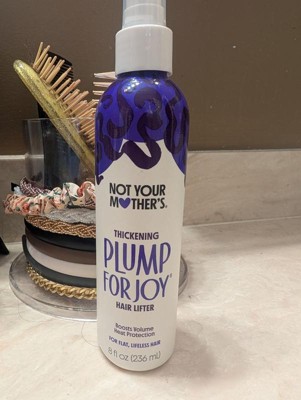 NOT YOUR
MOTHER'S®
THICKENING
PLUMP
FOR JOY®
HAIR LIFTER
Boosts Volume
Heat Protection
FOR FLAT, LIFELESS HAIR
8 fl oz (236 mL)